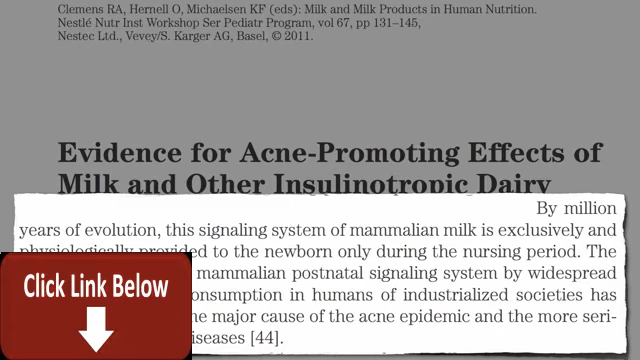 Clemens RA, Hernell O, Michaelsen KF (eds): Milk and Milk Products in Human Nutrition.
Nestlé Nutr Inst Workshop Ser Pediatr Program, vol 67, pp 131–145,
Nestec Ltd., Vevey/S. Karger AG, Basel, © 2011.
Evidence for Acne-Promoting Effects of
Milk and Other Insulinotropic Dairy
By million
years of evolution, this signaling system of mammalian milk is exclusively and
physiologically provided to the newborn only during the nursing period. The
mammalian postnatal signaling system by widespread
onsumption in humans of industrialized societies has
he major cause of the acne epidemic and the more seri-
iseases [44].
Click Link Below